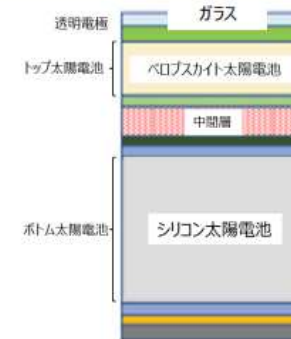 ガラス
透明電極
トップ太陽電池
ペロブスカイト太陽電池
中間層
ボトム太陽電池
シリコン太陽電池